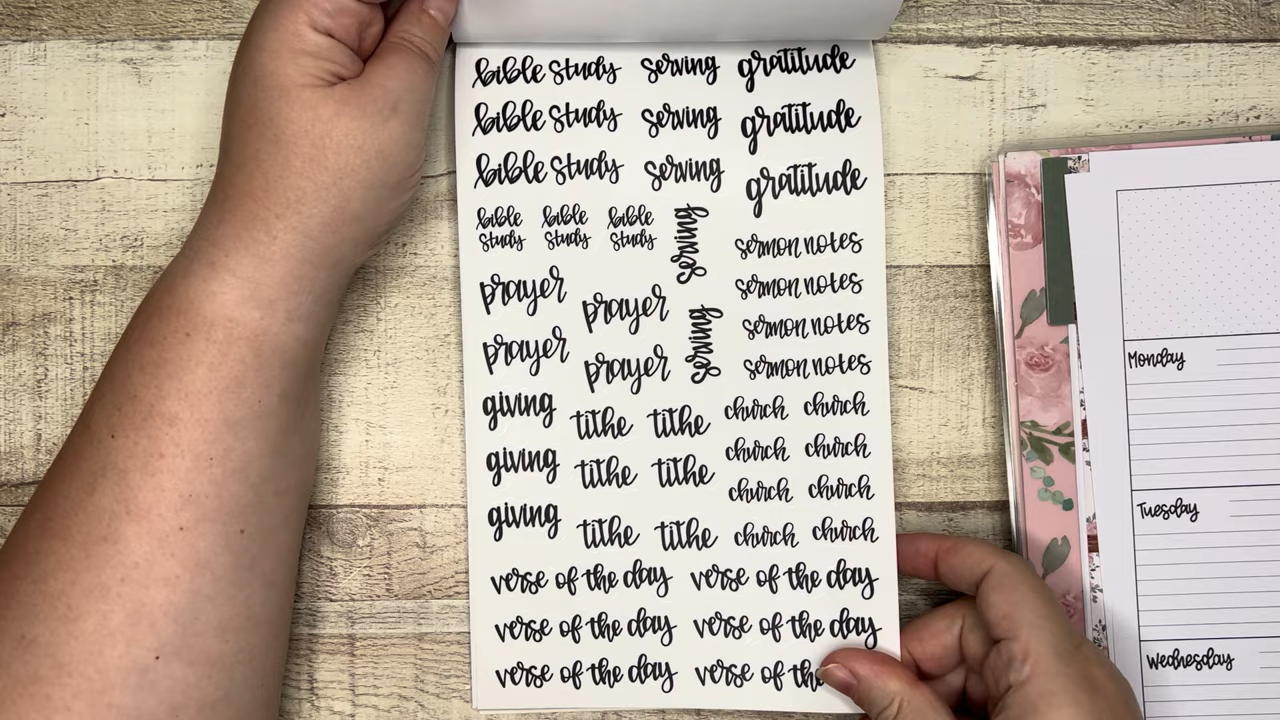 bible study serving gratitude
bible study serving gratitude
bible study serving gratitude
bible study bible study bible study
serving
sermon notes
sermon notes
prayer prayer
serving
sermon notes
prayer prayer
sermon notes
giving tithe tithe church church
giving tithe tithe church church
church church
giving tithe tithe church church
verse of the day verse of the day
verse of the day verse of the day
verse of the day verse of the
Monday
Tuesday
Wednesday